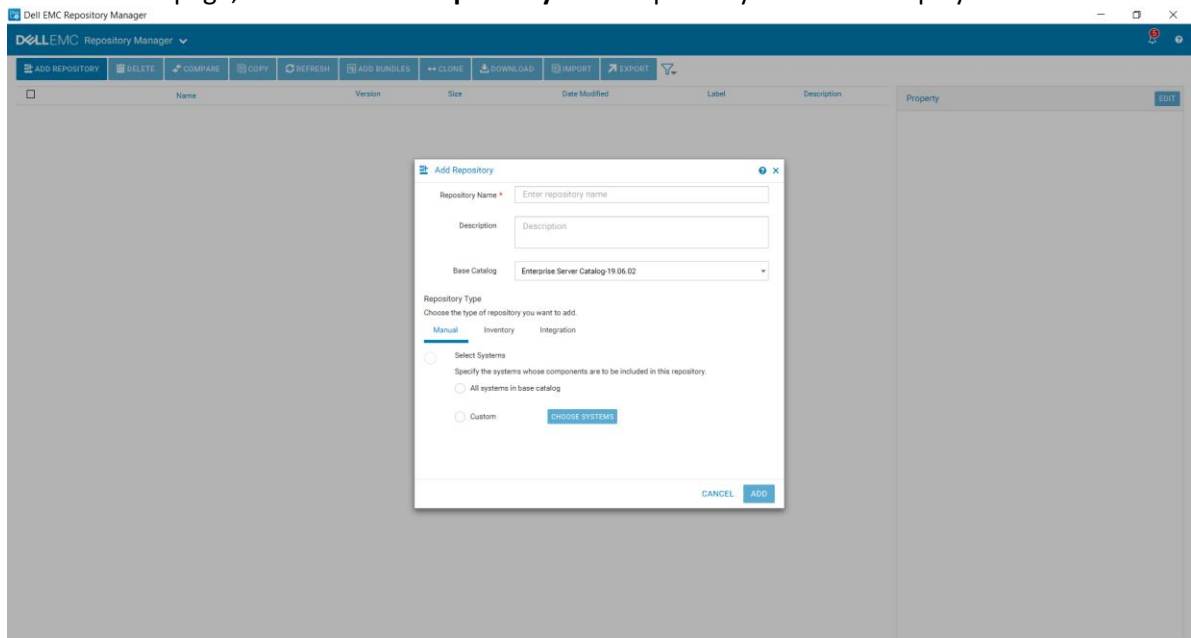 Dell EMC Repository Manager
DELLEMC Repository Manager
5
ADD REPOSITORY DELETE COMPARE COPY REFRESH ADD BUNDLES CLONE DOWNLOAD IMPORT EXPORT
Name Version Size Date Modified Label Description
Property EDIT
Add Repository
Repository Name * Enter repository name
Description Description
Base Catalog Enterprise Server Catalog-19.06.02
Repository Type
Choose the type of repository you want to add.
Manual Inventory Integration
Select Systems
Specify the systems whose components are to be included in this repository.
All systems in base catalog
Custom CHOOSE SYSTEMS
CANCEL ADD